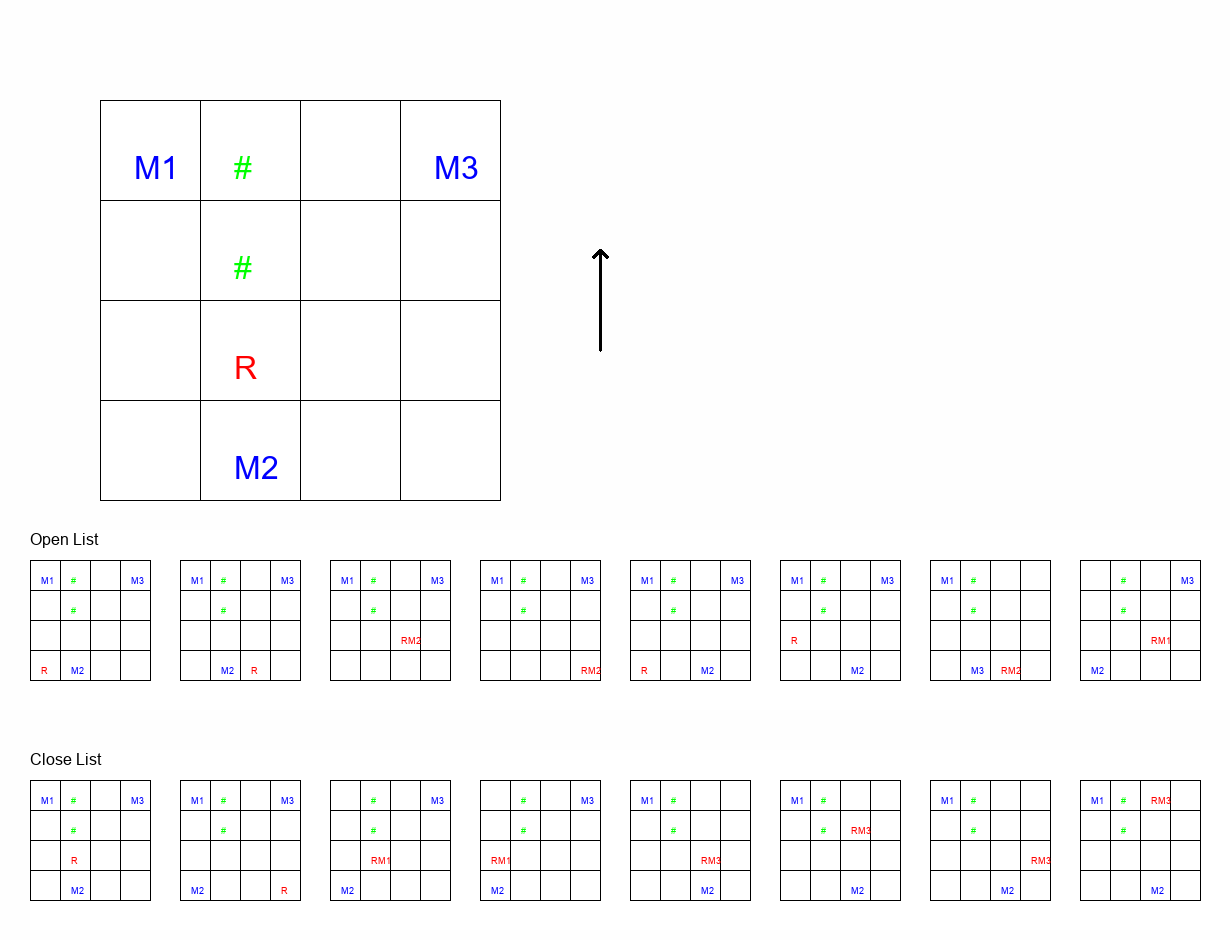 M1 # M3
#
R
M2
Open List
M1 # M3 M1 # M3 M1 # M3 M1 # M3 M1 # M3 M1 # M3 M1 # # M3
# # # # # # # #
RM2 R RM1
R M2 M2 R RM2 R M2 M2 M3 RM2 M2
Close List
M1 # M3 M1 # M3 # M3 # M3 M1 # M1 # M1 # M1 # RM3
# # # # # # RM3 # #
R RM1 RM1 RM3 RM3
M2 M2 R M2 M2 M2 M2 M2 M2